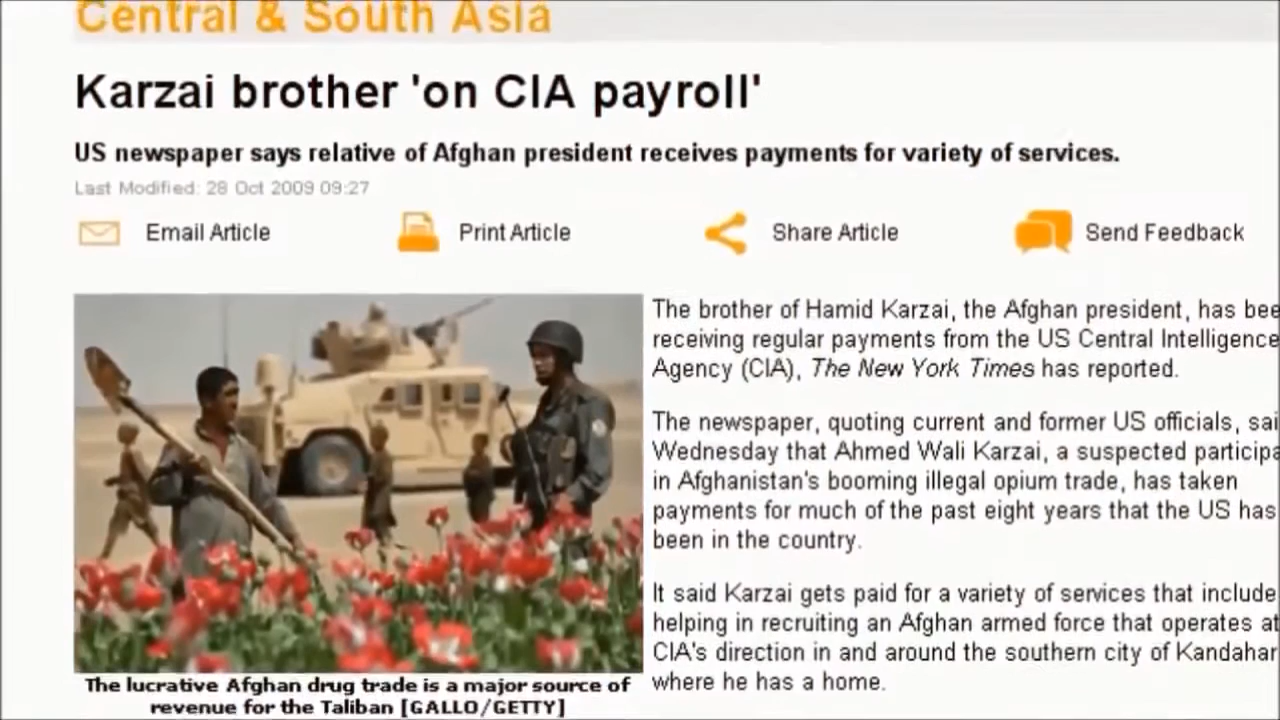 Central & South Asia
Karzai brother 'on CIA payroll'
US newspaper says relative of Afghan president receives payments for variety of services.
Last Modified: 28 Oct 2009 09:27
Email Article
Print Article
Share Article
Send Feedback
The brother of Hamid Karzai, the Afghan president, has bee
receiving regular payments from the US Central Intelligence
Agency (CIA), The New York Times has reported.
The newspaper, quoting current and former US officials, sai
Wednesday that Ahmed Wali Karzai, a suspected participa
in Afghanistan's booming illegal opium trade, has taken
payments for much of the past eight years that the US has
been in the country.
It said Karzai gets paid for a variety of services that include
helping in recruiting an Afghan armed force that operates at
CIA's direction in and around the southern city of Kandahar
where he has a home.
The lucrative Afghan drug trade is a major source of
revenue for the Taliban [GALLO/GETTY]